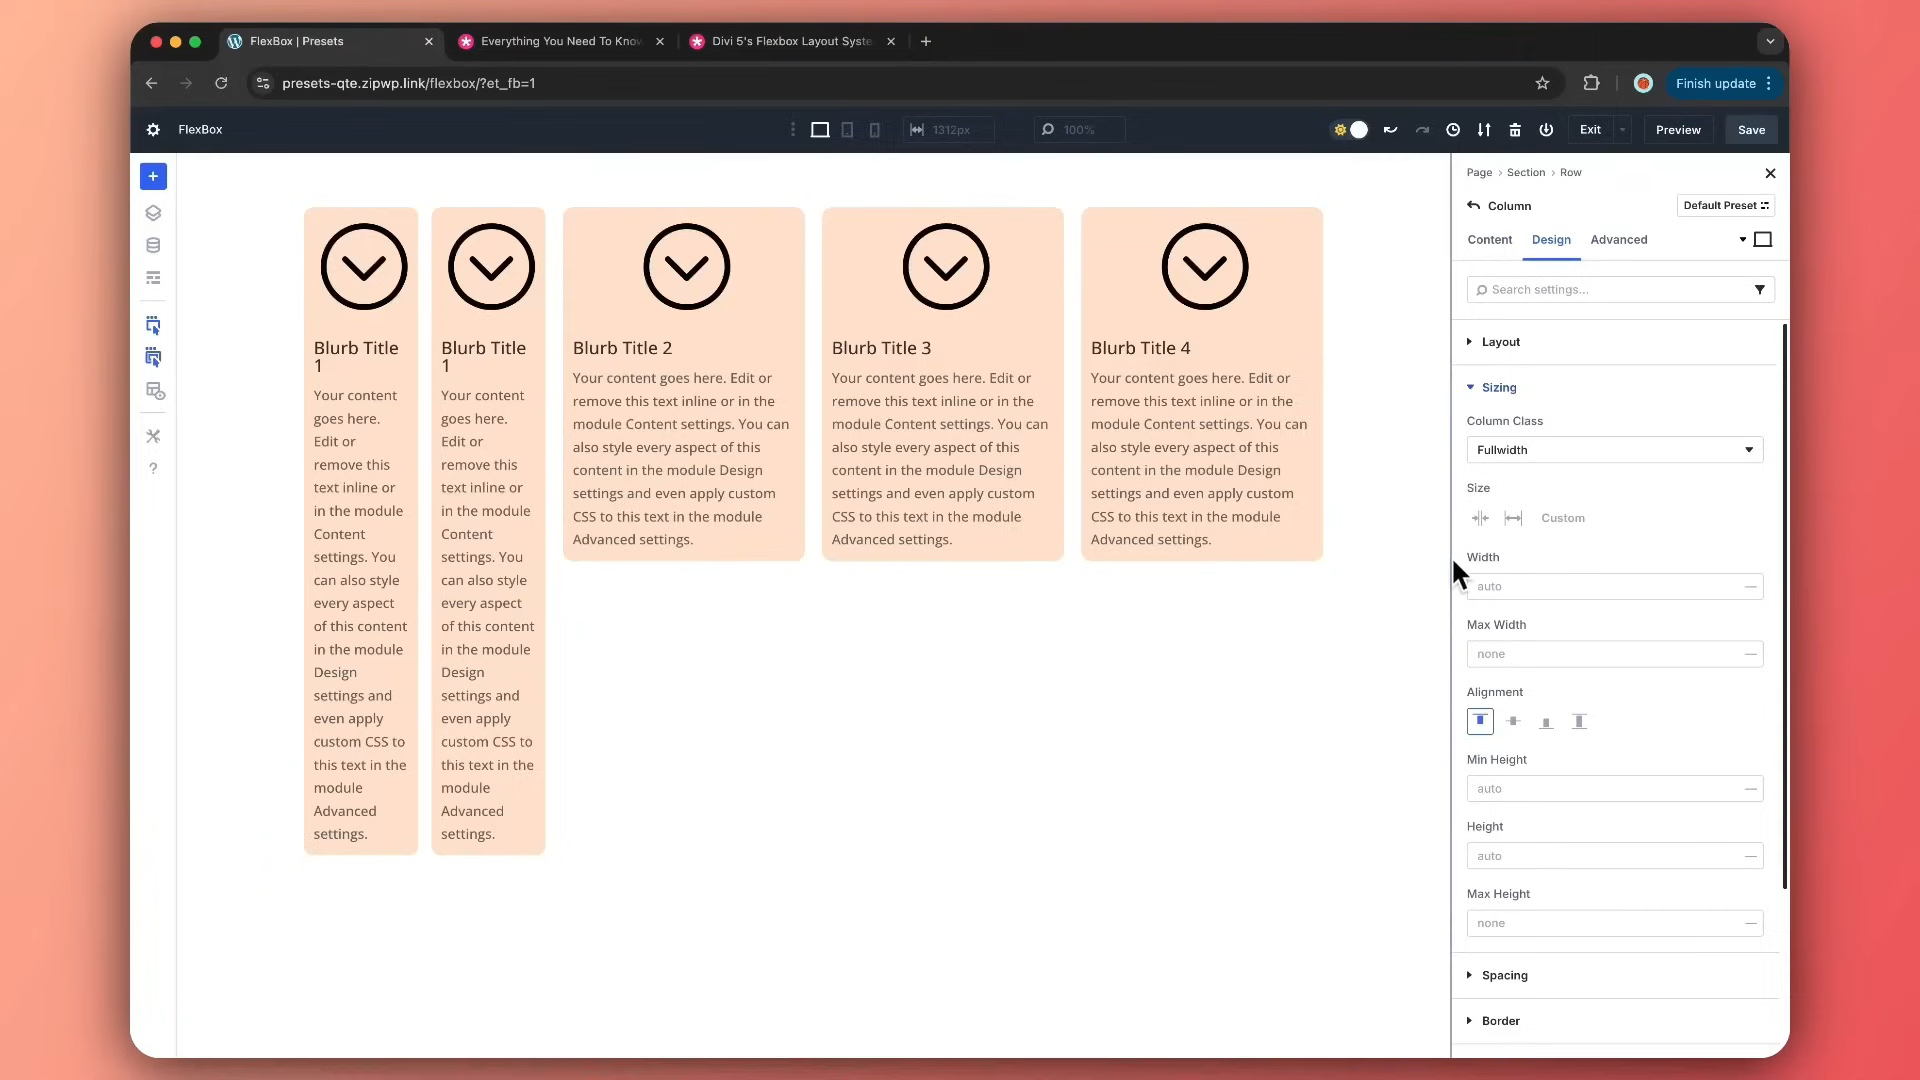 FlexBox | Presets
Everything You Need To Know
Divi 5's Flexbox Layout Syste
presets-qte.zipwp.link/flexbox/?et_fb=1
Finish update
FlexBox
1312px
100%
Exit
Preview
Save
Page > Section > Row
Column
Default Preset
Content
Design
Advanced
Search settings...
Layout
Sizing
Column Class
Fullwidth
Size
Custom
Width
auto
Max Width
none
Alignment
Min Height
auto
Height
auto
Max Height
none
Spacing
Border
Blurb Title
1
Your content
goes here.
Edit or
remove this
text inline or
in the module
Content
settings. You
can also style
every aspect
of this content
in the module
Design
settings and
even apply
custom CSS to
this text in the
module
Advanced
settings.
Blurb Title
1
Your content
goes here.
Edit or
remove this
text inline or
in the module
Content
settings. You
can also style
every aspect
of this content
in the module
Design
settings and
even apply
custom CSS to
this text in the
module
Advanced
settings.
Blurb Title 2
Your content goes here. Edit or
remove this text inline or in the
module Content settings. You can
also style every aspect of this
content in the module Design
settings and even apply custom
CSS to this text in the module
Advanced settings.
Blurb Title 3
Your content goes here. Edit or
remove this text inline or in the
module Content settings. You can
also style every aspect of this
content in the module Design
settings and even apply custom
CSS to this text in the module
Advanced settings.
Blurb Title 4
Your content goes here. Edit or
remove this text inline or in the
module Content settings. You can
also style every aspect of this
content in the module Design
settings and even apply custom
CSS to this text in the module
Advanced settings.